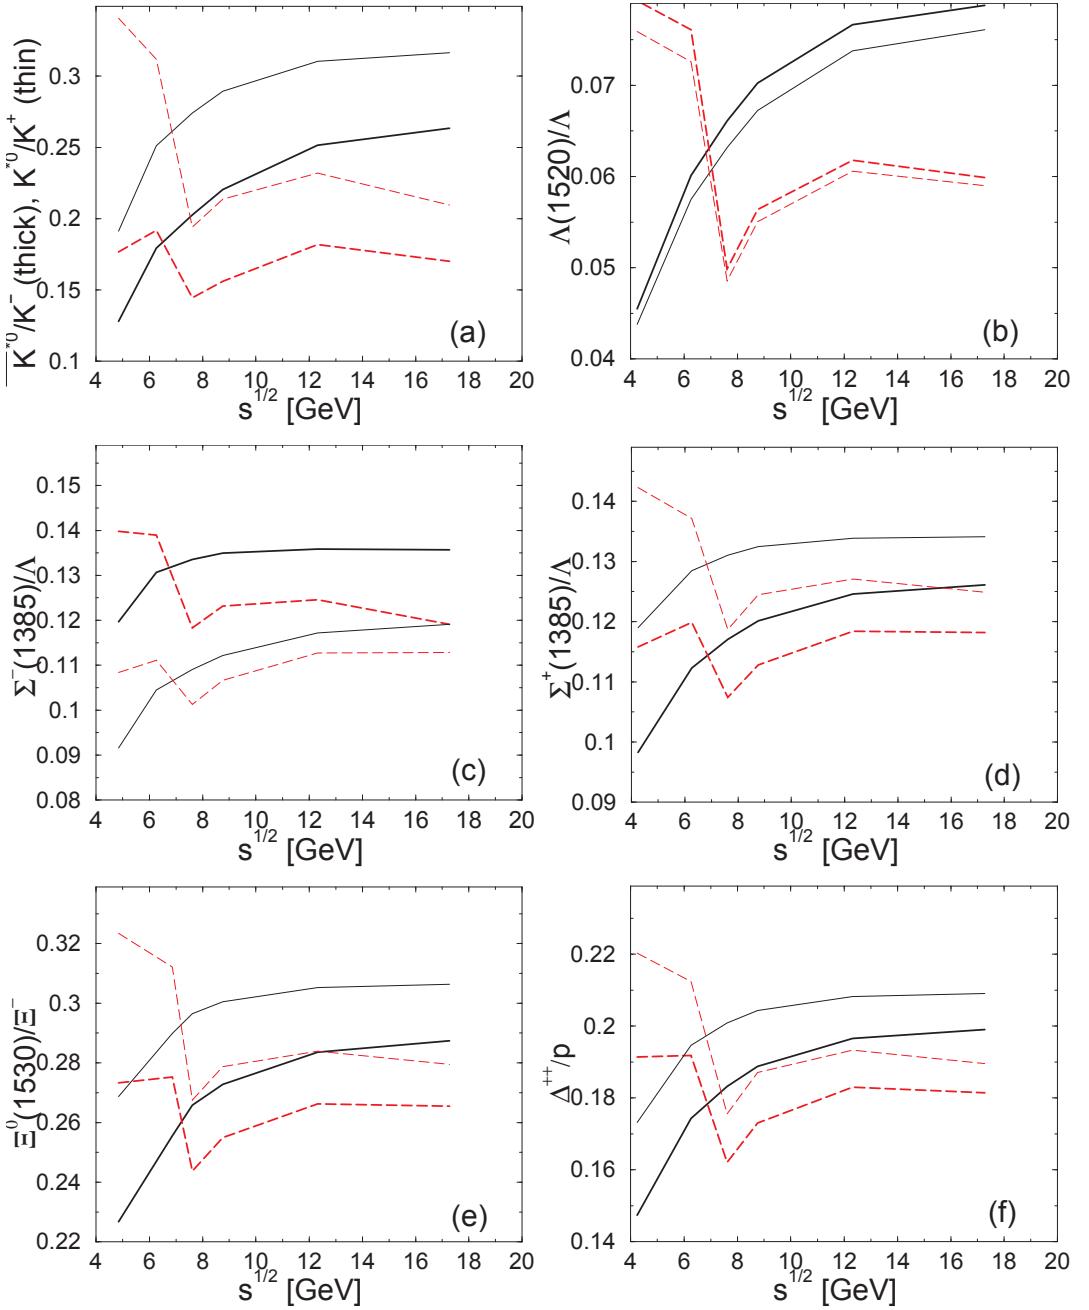 K̅*⁰/K⁻ (thick), K*⁰/K⁺ (thin)
0.3
0.25
0.2
0.15
0.1
(a)
4 6 8 10 12 14 16 18 20
s^1/2 [GeV]
Λ(1520)/Λ
0.07
0.06
0.05
0.04
(b)
4 6 8 10 12 14 16 18 20
s^1/2 [GeV]
Σ⁻(1385)/Λ
0.15
0.14
0.13
0.12
0.11
0.1
0.09
0.08
(c)
4 6 8 10 12 14 16 18 20
s^1/2 [GeV]
Σ⁺(1385)/Λ
0.14
0.13
0.12
0.11
0.1
0.09
(d)
4 6 8 10 12 14 16 18 20
s^1/2 [GeV]
Ξ⁰(1530)/Ξ⁻
0.32
0.3
0.28
0.26
0.24
0.22
(e)
4 6 8 10 12 14 16 18 20
s^1/2 [GeV]
Δ⁺⁺/p
0.22
0.2
0.18
0.16
0.14
(f)
4 6 8 10 12 14 16 18 20
s^1/2 [GeV]